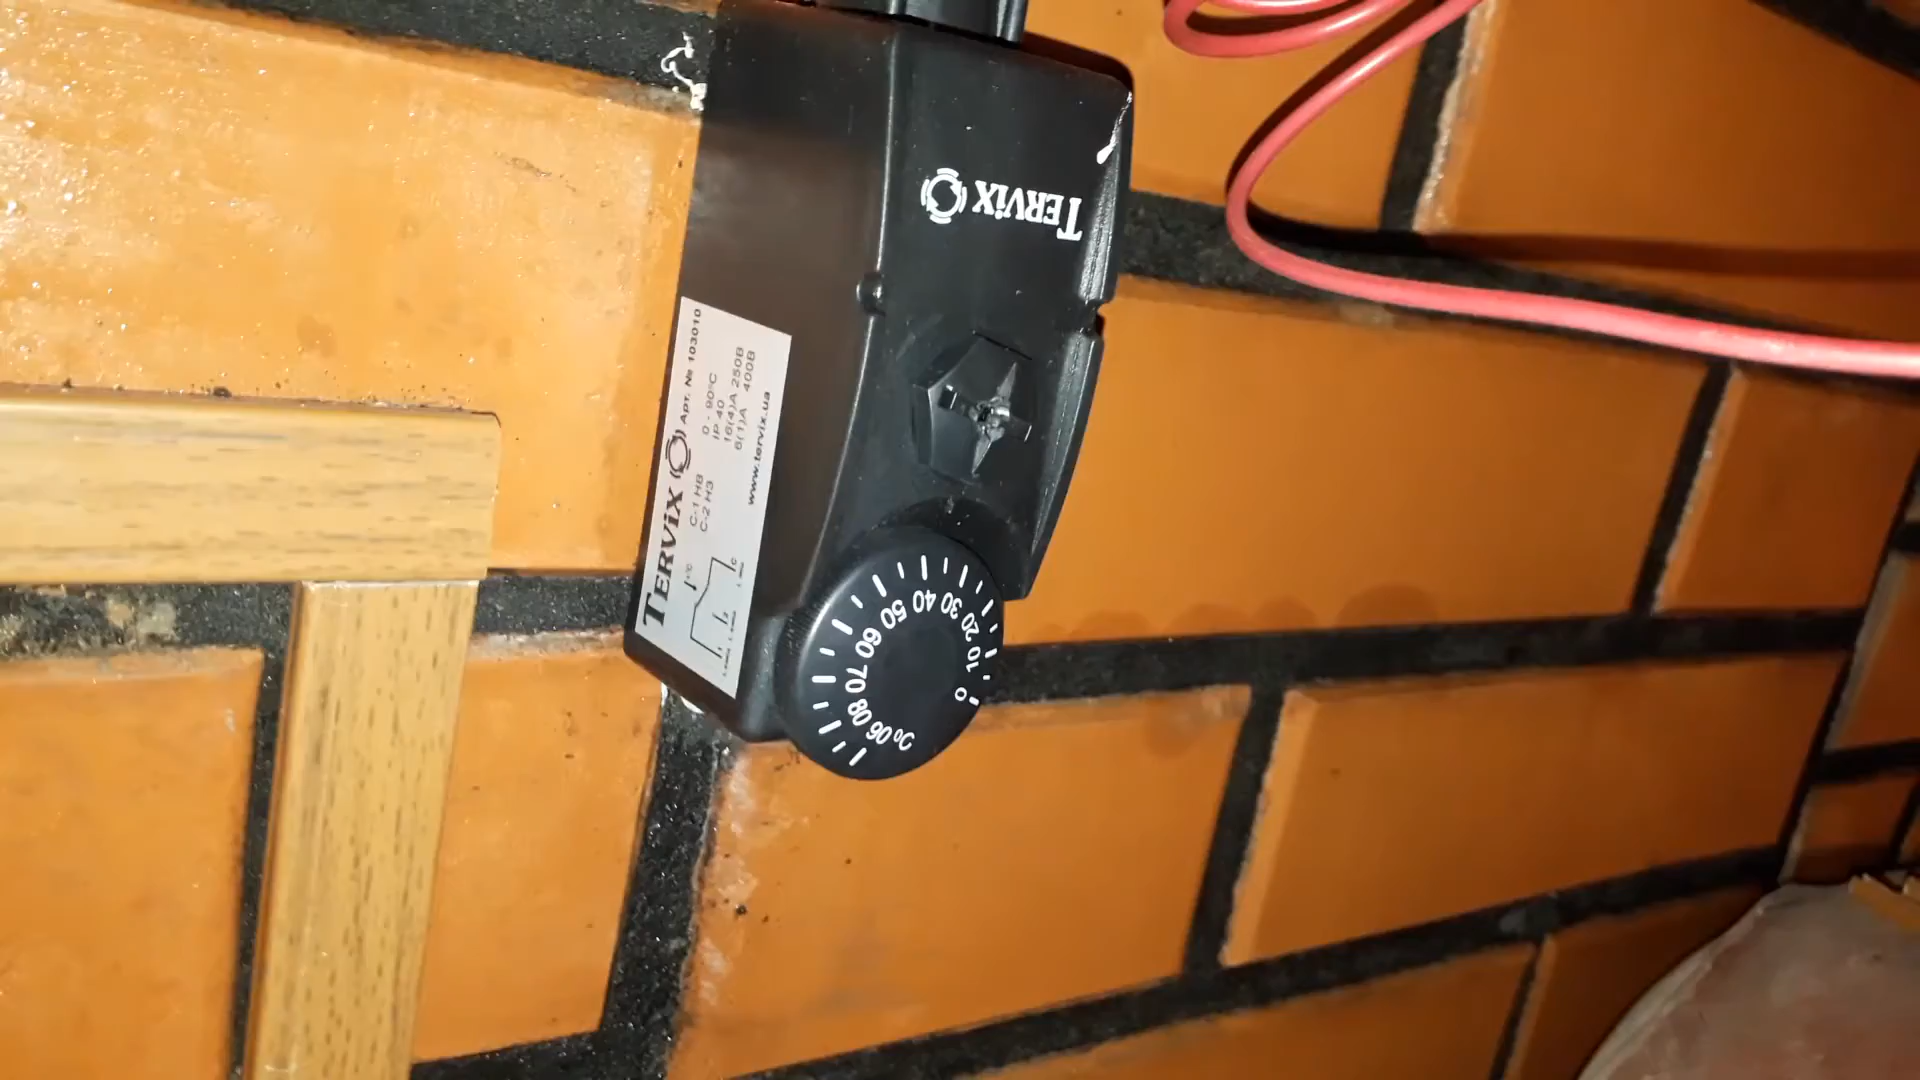 TERViX
TERViX Арт. № 103010
C-1 НВ 0 - 90°C
C-2 НЗ IP 40
16(4)A 250В
6(1)A 400В
www.tervix.ua
0 10 20 30 40 50 60 70 80 90 °C